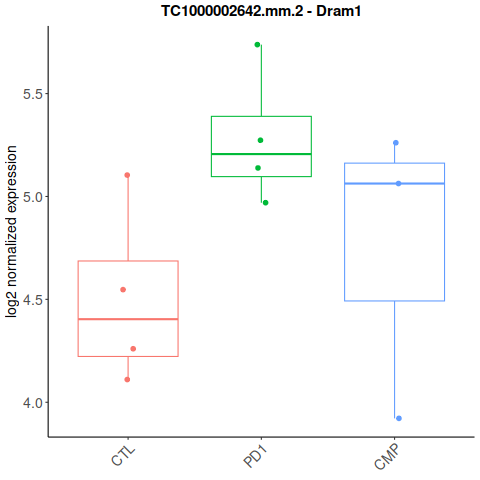 TC1000002642.mm.2 - Dram1
log2 normalized expression
5.5
5.0
4.5
4.0
CTL
PD1
CMP